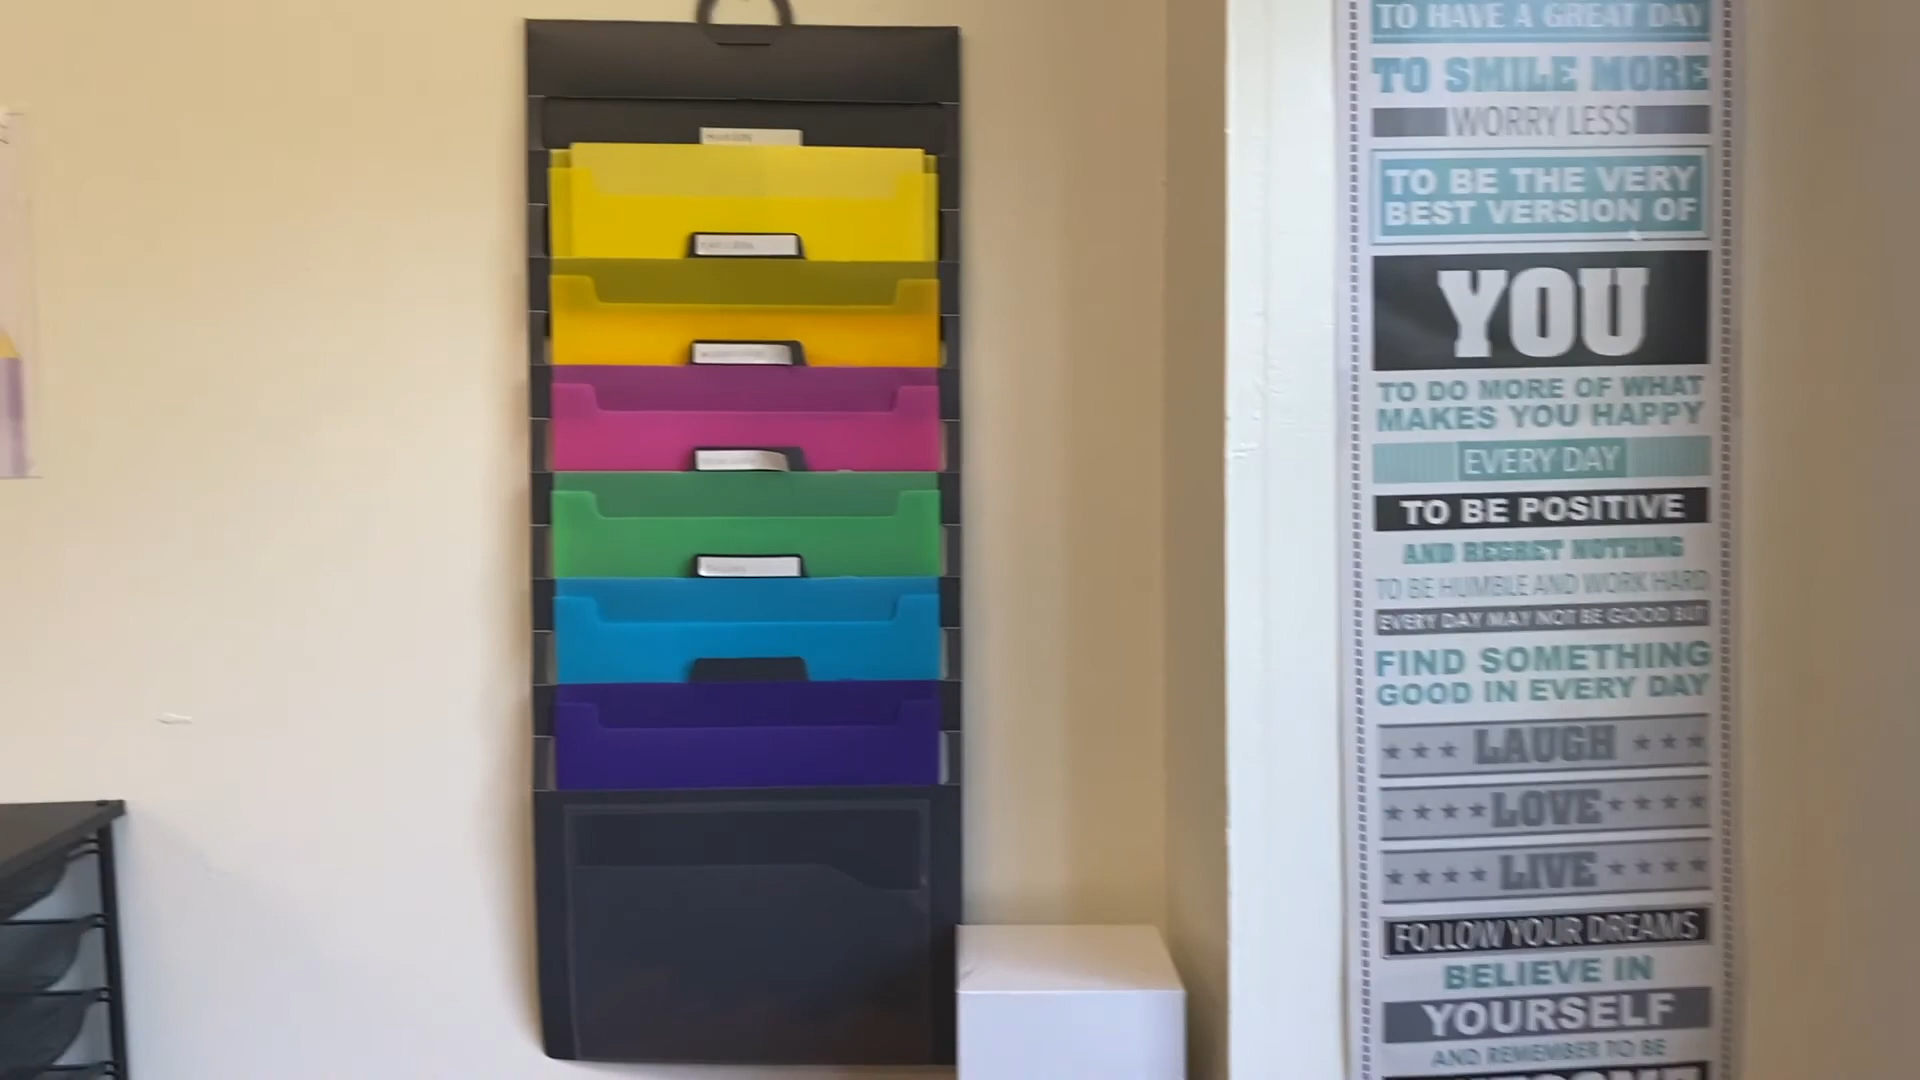 TO HAVE A GREAT DAY
TO SMILE MORE
WORRY LESS
TO BE THE VERY
BEST VERSION OF
YOU
TO DO MORE OF WHAT
MAKES YOU HAPPY
EVERY DAY
TO BE POSITIVE
AND REGRET NOTHING
TO BE HUMBLE AND WORK HARD
EVERY DAY MAY NOT BE GOOD BUT
FIND SOMETHING
GOOD IN EVERY DAY
LAUGH
LOVE
LIVE
FOLLOW YOUR DREAMS
BELIEVE IN
YOURSELF
AND REMEMBER TO BE